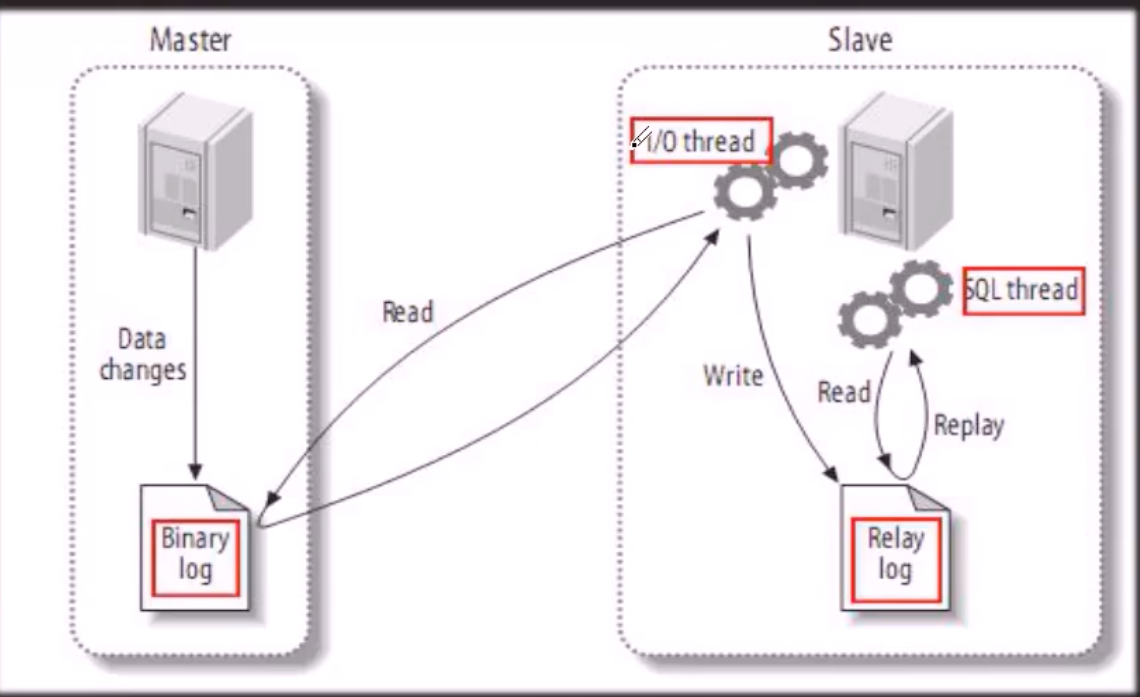 Master
Slave
I/O thread
SQL thread
Read
Data
changes
Write
Read
Replay
Binary
log
Relay
log